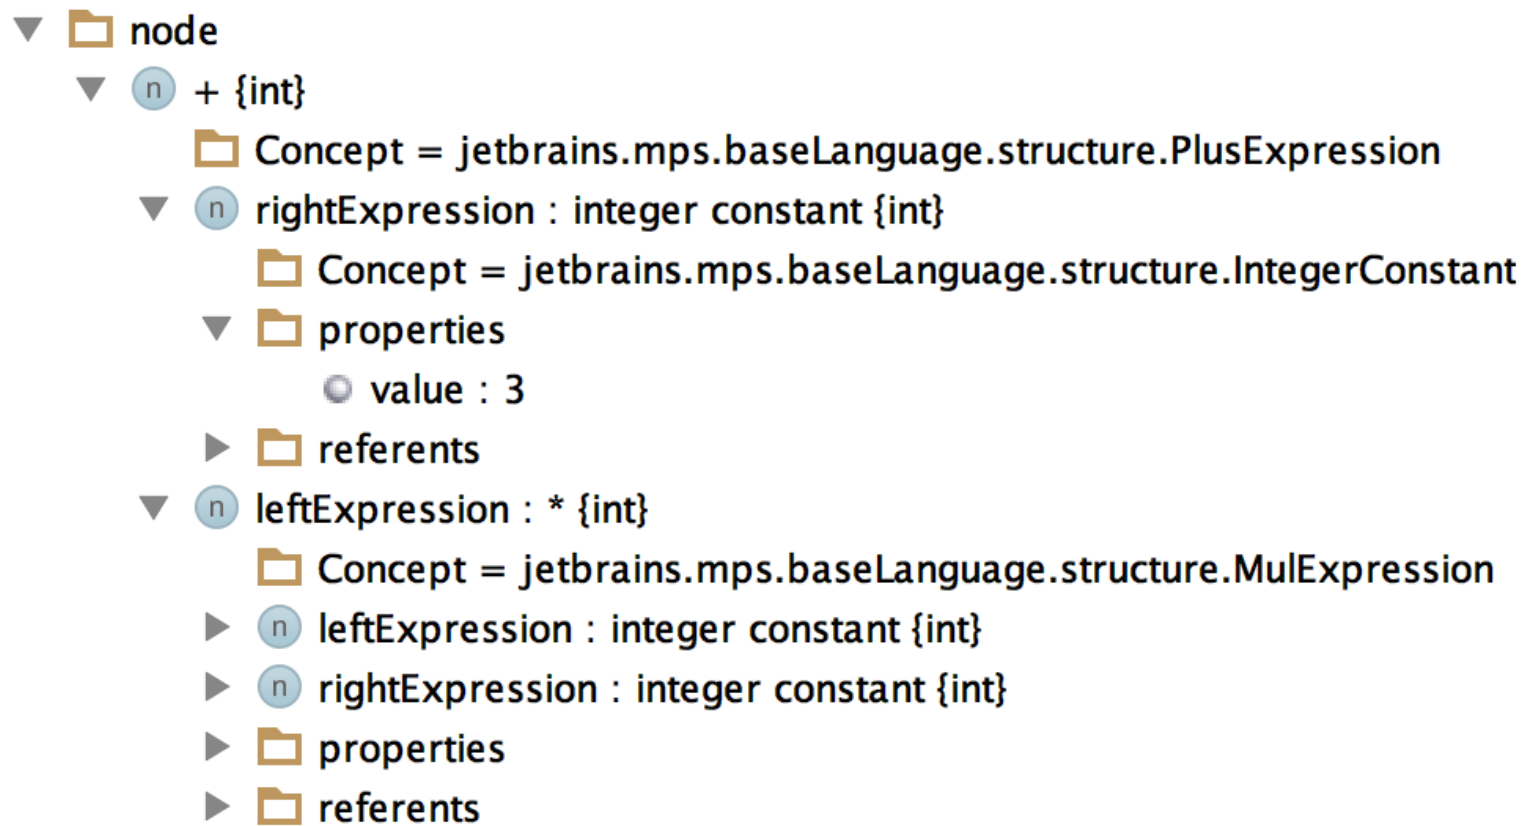 node
n + {int}
Concept = jetbrains.mps.baseLanguage.structure.PlusExpression
n rightExpression : integer constant {int}
Concept = jetbrains.mps.baseLanguage.structure.IntegerConstant
properties
value : 3
referents
n leftExpression : * {int}
Concept = jetbrains.mps.baseLanguage.structure.MulExpression
n leftExpression : integer constant {int}
n rightExpression : integer constant {int}
properties
referents